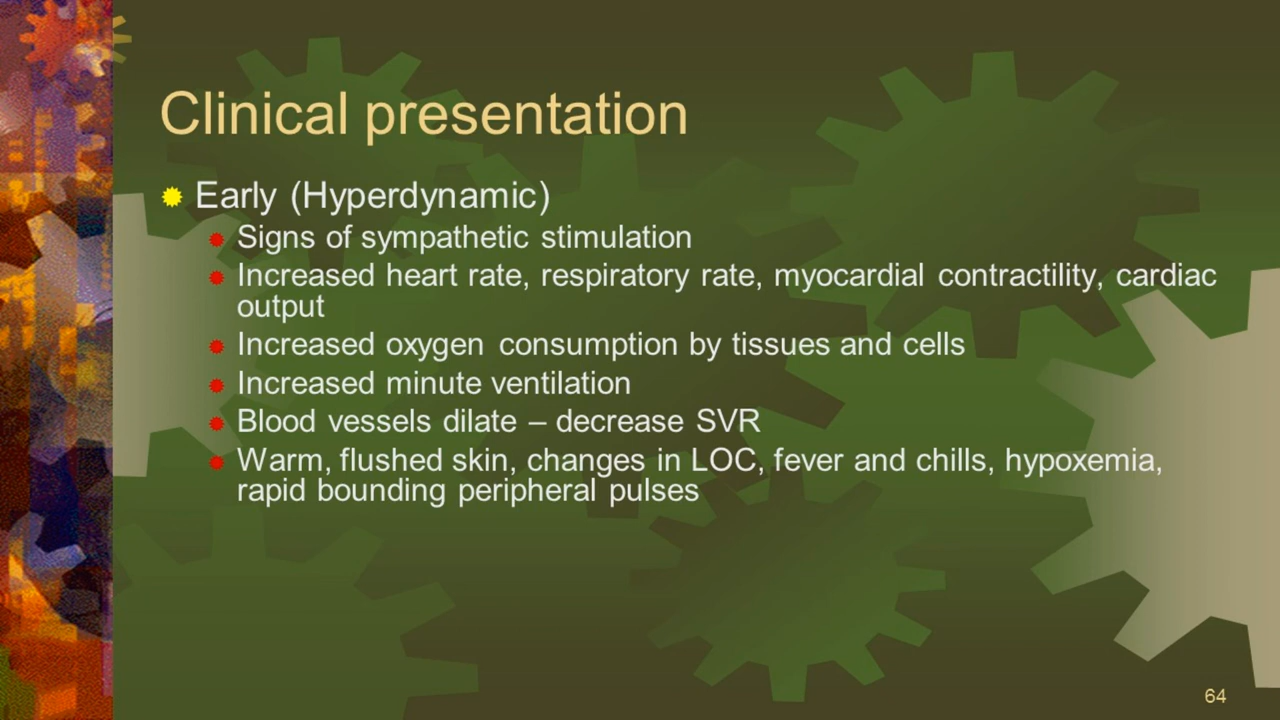 Clinical presentation
Early (Hyperdynamic)
Signs of sympathetic stimulation
Increased heart rate, respiratory rate, myocardial contractility, cardiac
output
Increased oxygen consumption by tissues and cells
Increased minute ventilation
Blood vessels dilate – decrease SVR
Warm, flushed skin, changes in LOC, fever and chills, hypoxemia,
rapid bounding peripheral pulses
64